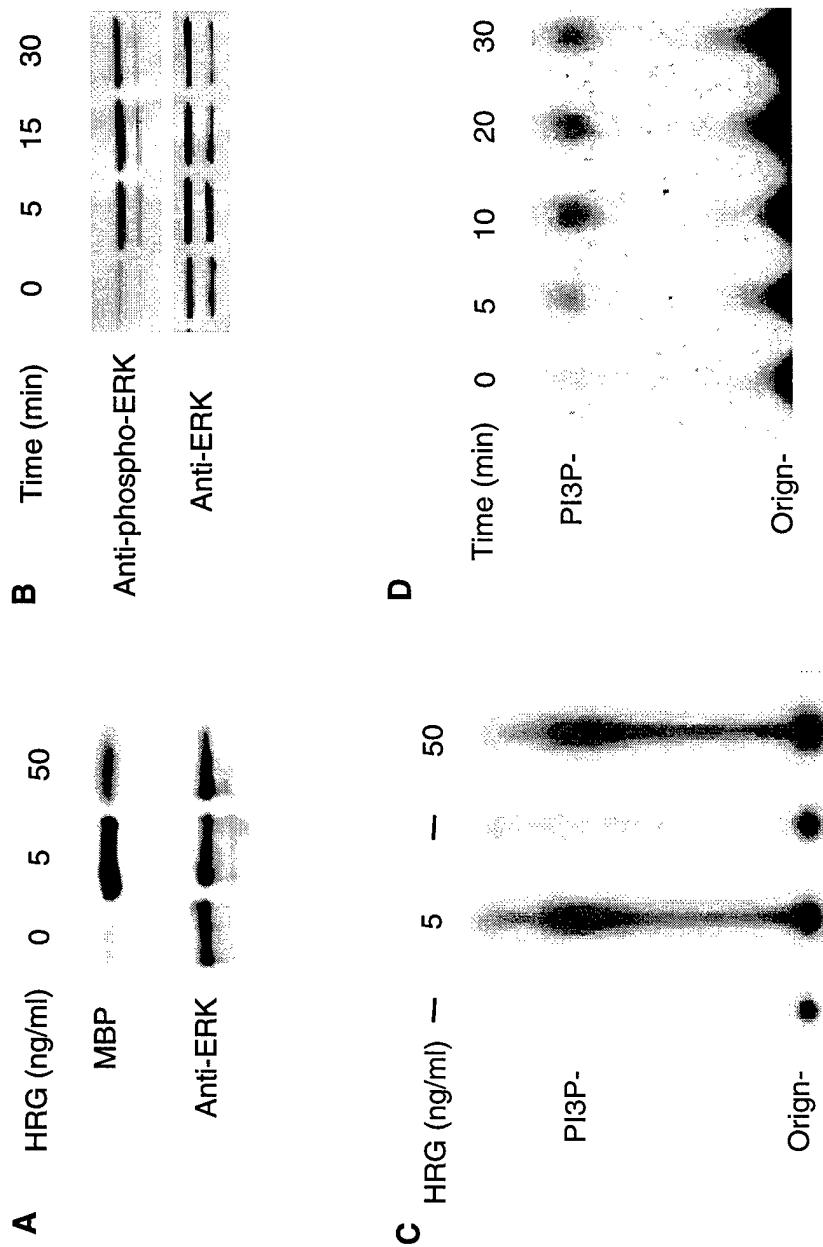 A
HRG (ng/ml) 0 5 50
MBP
Anti-ERK
B
Time (min) 0 5 15 30
Anti-phospho-ERK
Anti-ERK
C
HRG (ng/ml) – 5 – 50
PI3P-
Orign-
D
Time (min) 0 5 10 20 30
PI3P-
Orign-